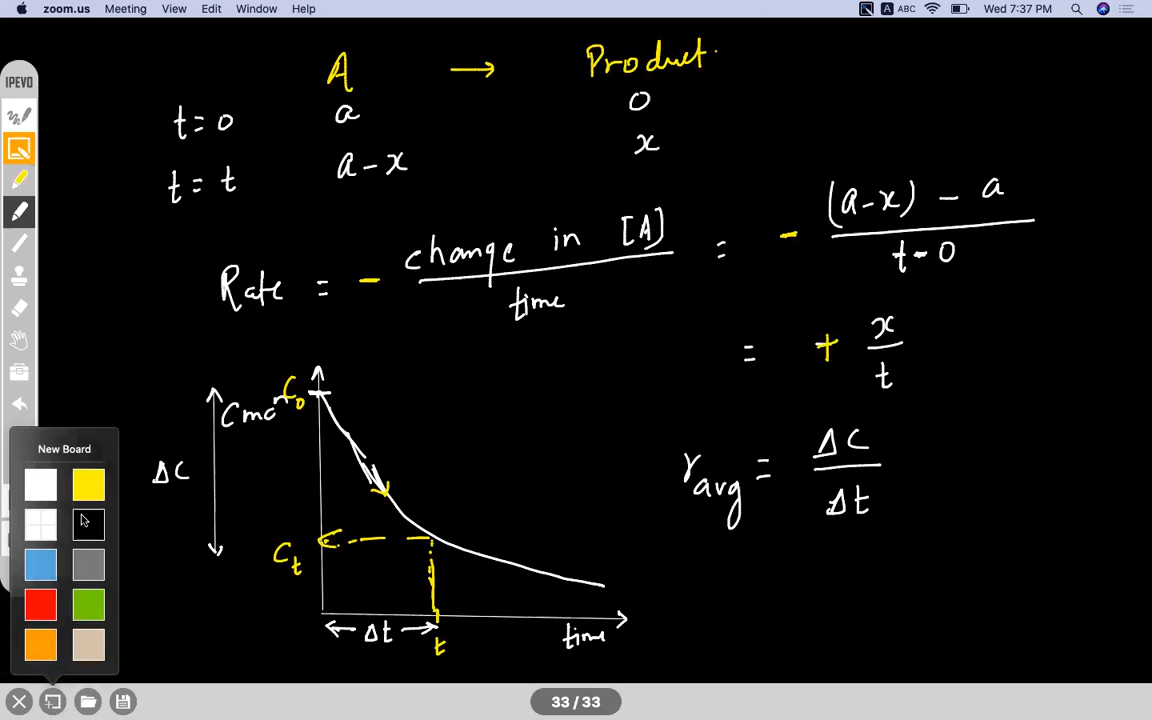 zoom.us Meeting View Edit Window Help A ABC Wed 7:37 PM
IPEVO
A → Product
t = 0 a 0
t = t a - x x
Rate = - change in [A] / time = - (a-x) - a / t - 0
= + x / t
C₀
ΔC
r avg = ΔC / Δt
Cₜ
Δt
t
time
New Board
33 / 33